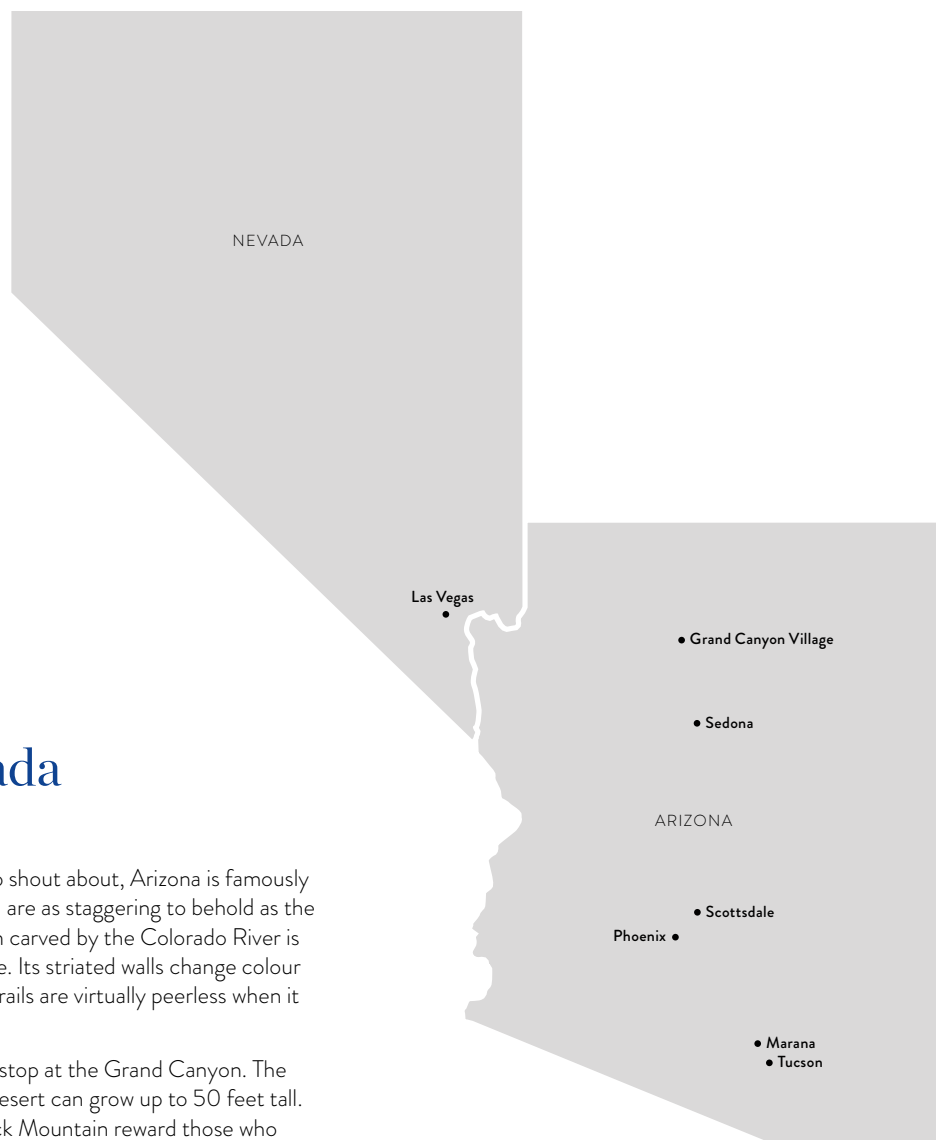 NEVADA
Las Vegas
Grand Canyon Village
Sedona
ARIZONA
Scottsdale
Phoenix
Marana
Tucson
ada
shout about, Arizona is famously
are as staggering to behold as the
carved by the Colorado River is
Its striated walls change colour
rails are virtually peerless when it
stop at the Grand Canyon. The
esert can grow up to 50 feet tall.
ck Mountain reward those who